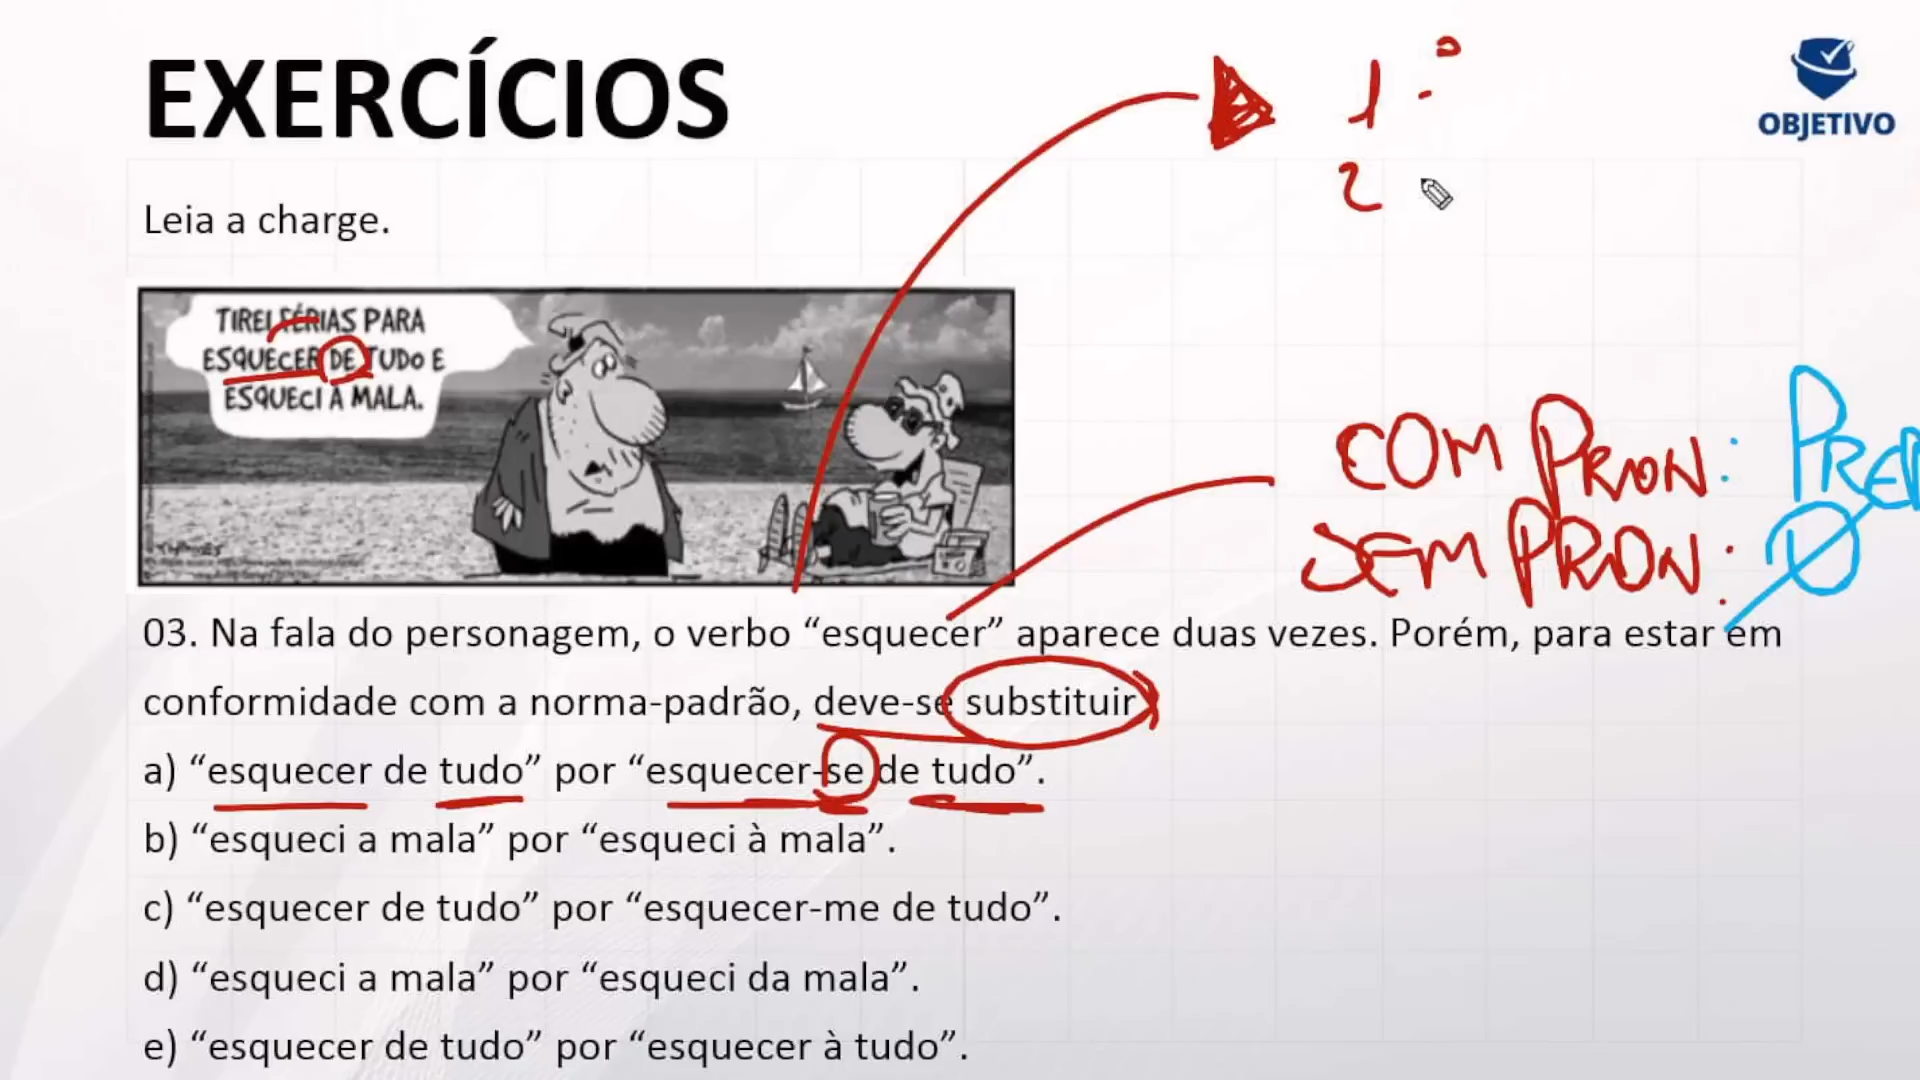 EXERCÍCIOS
1.º
OBJETIVO
2
Leia a charge.
TIREI FÉRIAS PARA
ESQUECER DE TUDO E
ESQUECI A MALA.
COM PRON: PREP
SEM PRON: Ø
03. Na fala do personagem, o verbo “esquecer” aparece duas vezes. Porém, para estar em
conformidade com a norma-padrão, deve-se substituir
a) “esquecer de tudo” por “esquecer-se de tudo”.
b) “esqueci a mala” por “esqueci à mala”.
c) “esquecer de tudo” por “esquecer-me de tudo”.
d) “esqueci a mala” por “esqueci da mala”.
e) “esquecer de tudo” por “esquecer à tudo”.